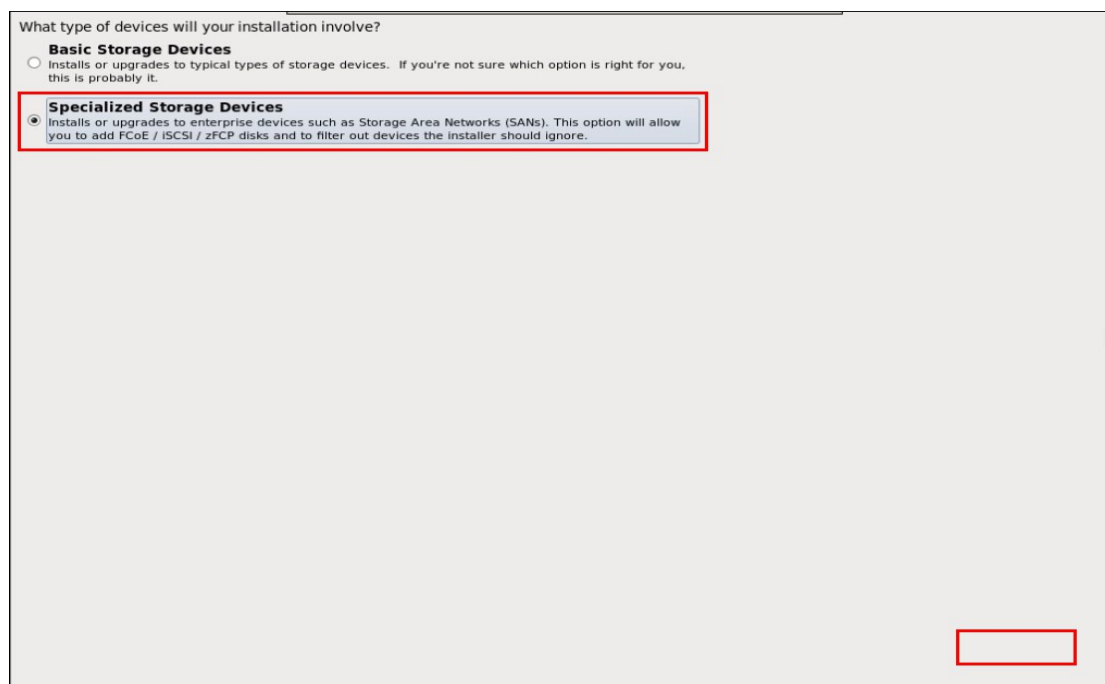 What type of devices will your installation involve?
Basic Storage Devices
Installs or upgrades to typical types of storage devices.  If you're not sure which option is right for you,
this is probably it.
Specialized Storage Devices
Installs or upgrades to enterprise devices such as Storage Area Networks (SANs). This option will allow
you to add FCoE / iSCSI / zFCP disks and to filter out devices the installer should ignore.